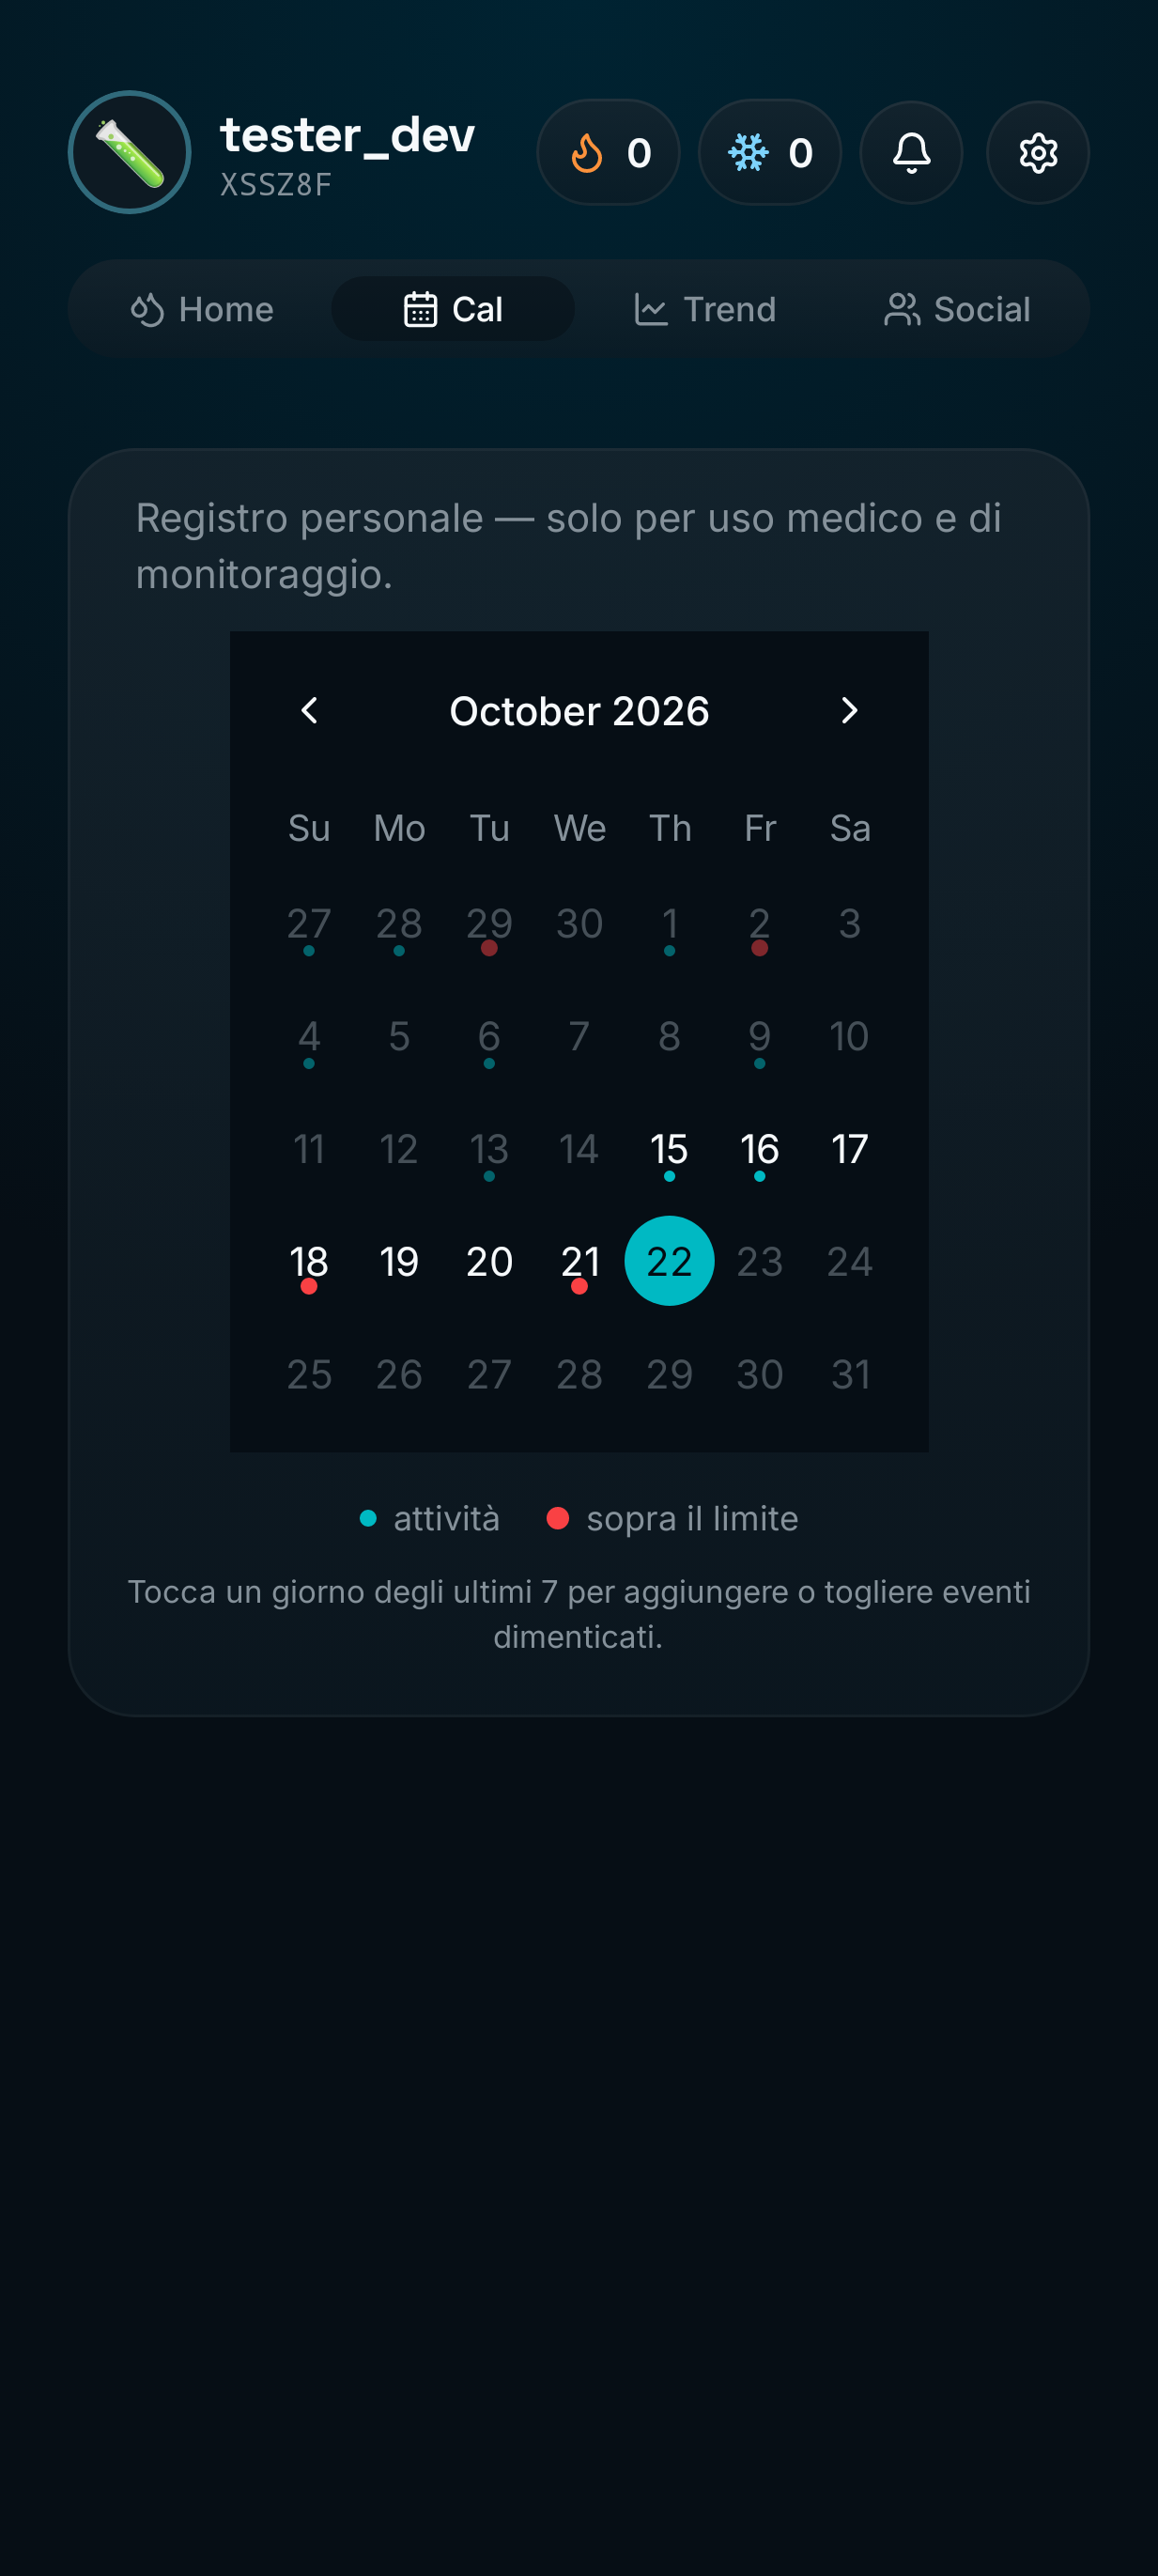 tester_dev
XSSZ8F
0
0
Home
Cal
Trend
Social
Registro personale — solo per uso medico e di
monitoraggio.
October 2026
Su Mo Tu We Th Fr Sa
27 28 29 30 1 2 3
4 5 6 7 8 9 10
11 12 13 14 15 16 17
18 19 20 21 22 23 24
25 26 27 28 29 30 31
attività
sopra il limite
Tocca un giorno degli ultimi 7 per aggiungere o togliere eventi
dimenticati.